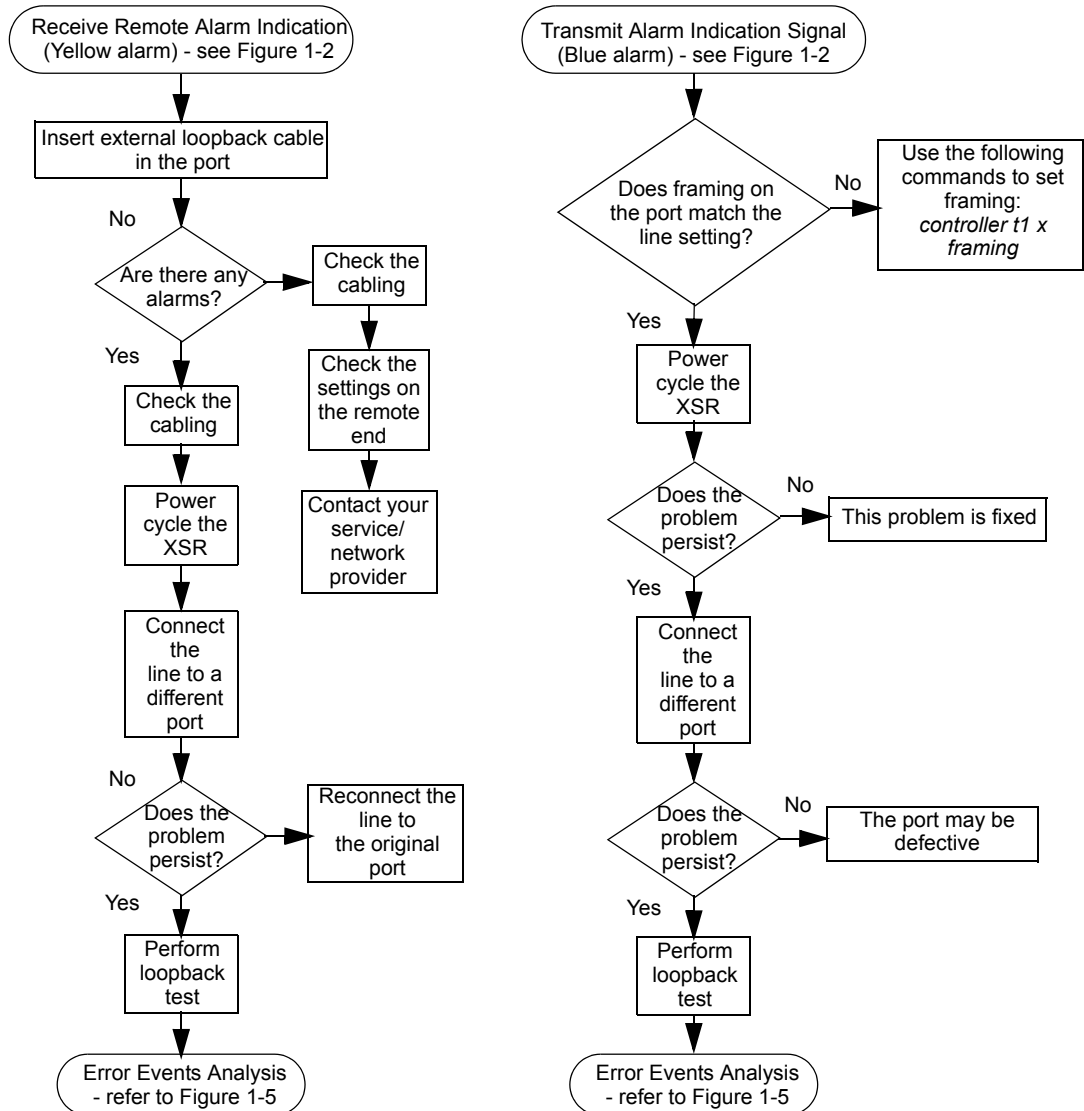 Receive Remote Alarm Indication
(Yellow alarm) - see Figure 1-2
Insert external loopback cable
in the port
No
Are there any
alarms?
Check the
cabling
Yes
Check the
settings on
the remote
end
Check the
cabling
Contact your
service/
network
provider
Power
cycle the
XSR
Connect
the
line to a
different
port
No
Does the
problem
persist?
Reconnect the
line to
the original
port
Yes
Perform
loopback
test
Error Events Analysis
- refer to Figure 1-5
Transmit Alarm Indication Signal
(Blue alarm) - see Figure 1-2
Does framing on
the port match the
line setting?
No
Use the following
commands to set
framing:
controller t1 x
framing
Yes
Power
cycle the
XSR
Does the
problem
persist?
No
This problem is fixed
Yes
Connect
the
line to a
different
port
Does the
problem
persist?
No
The port may be
defective
Yes
Perform
loopback
test
Error Events Analysis
- refer to Figure 1-5